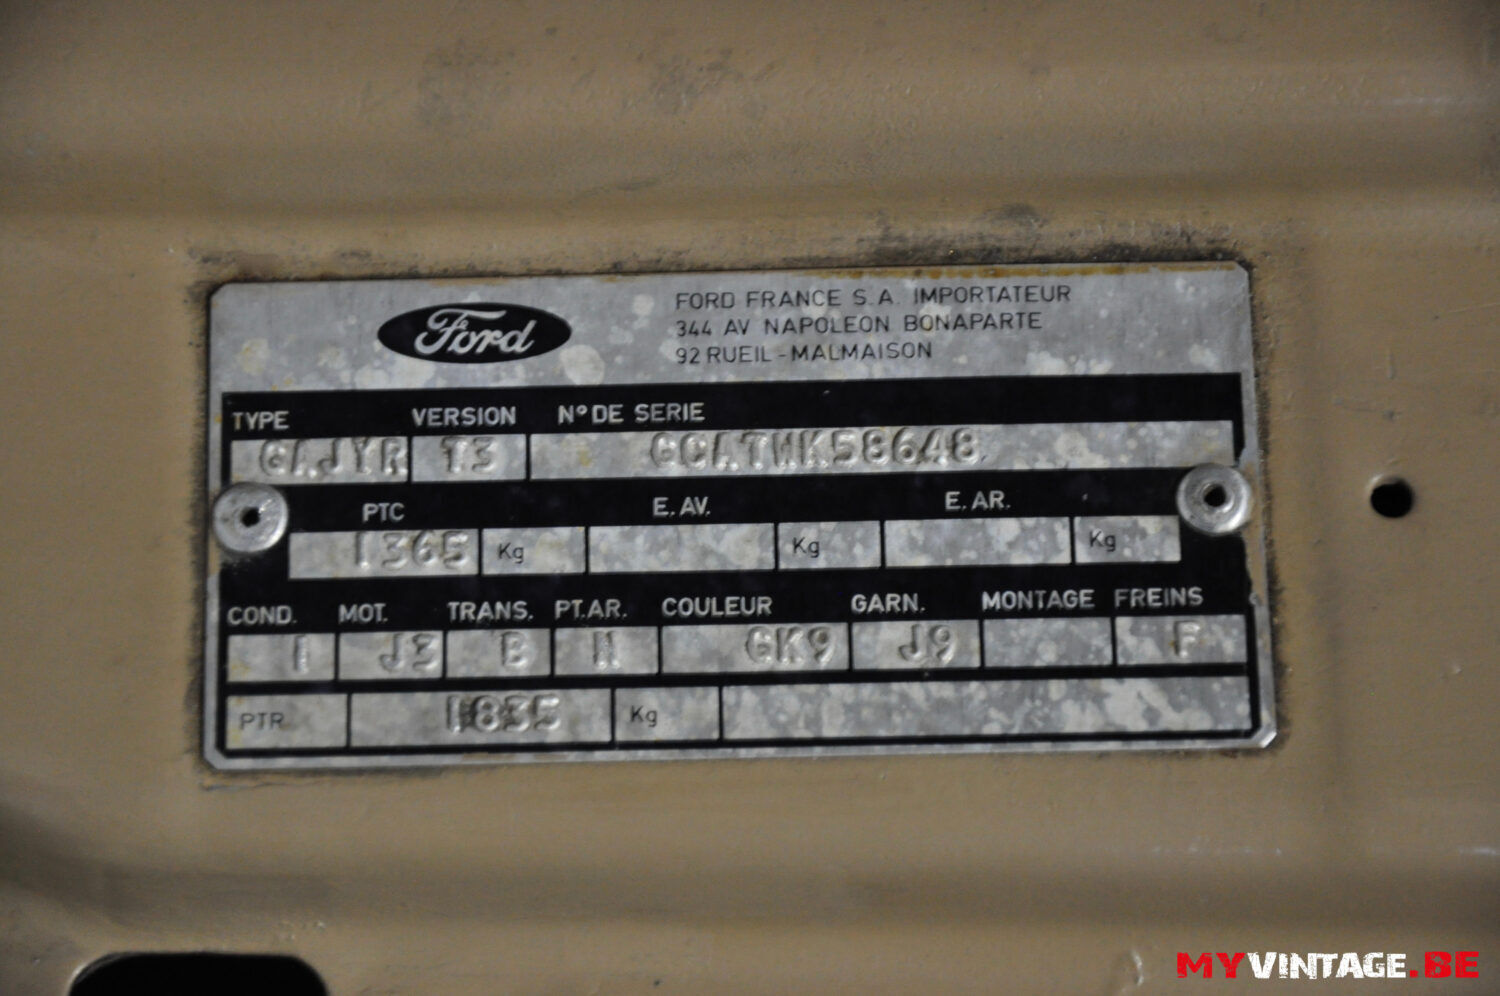 Ford
FORD FRANCE S.A. IMPORTATEUR
344 AV NAPOLEON BONAPARTE
92 RUEIL-MALMAISON
TYPE VERSION N° DE SERIE
GAJYR T3 GCATWK58648
PTC E. AV. E. AR.
1365 Kg Kg Kg
COND. MOT. TRANS. PT.AR. COULEUR GARN. MONTAGE FREINS
1 J3 B N GK9 J9 F
PTR 1835 Kg
MYVINTAGE.BE